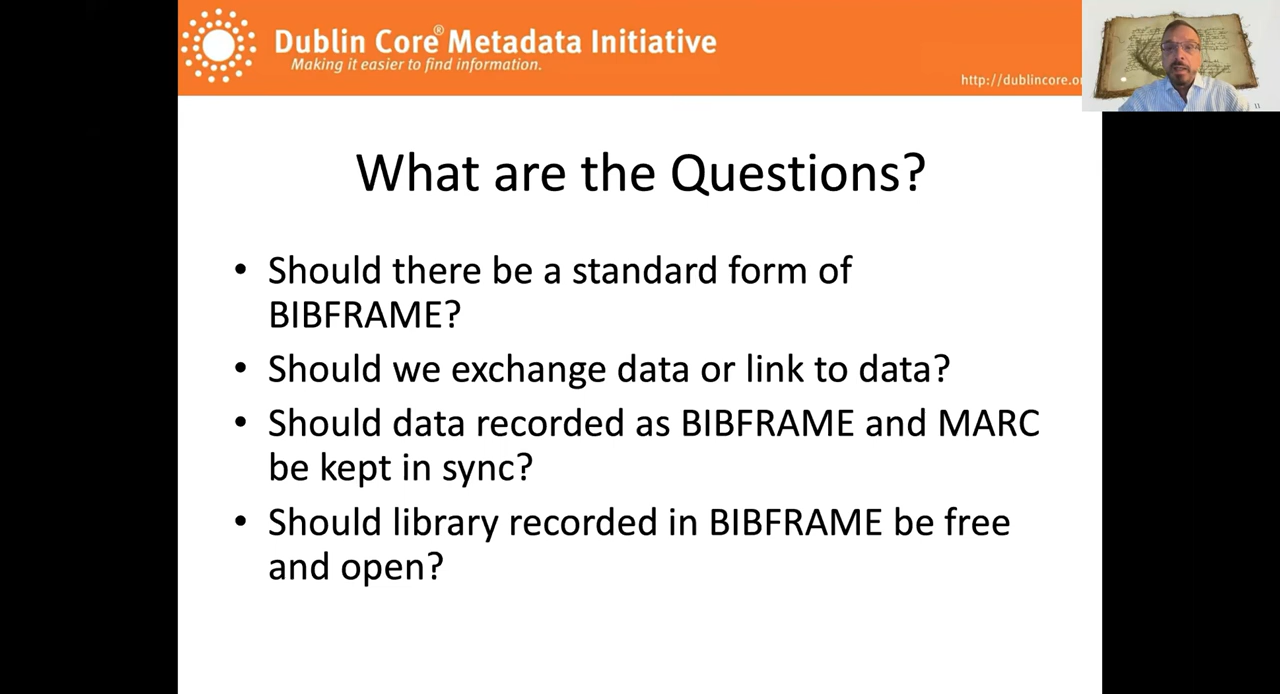 Dublin Core® Metadata Initiative
Making it easier to find information.
http://dublincore.or
What are the Questions?
• Should there be a standard form of
BIBFRAME?
• Should we exchange data or link to data?
• Should data recorded as BIBFRAME and MARC
be kept in sync?
• Should library recorded in BIBFRAME be free
and open?
11